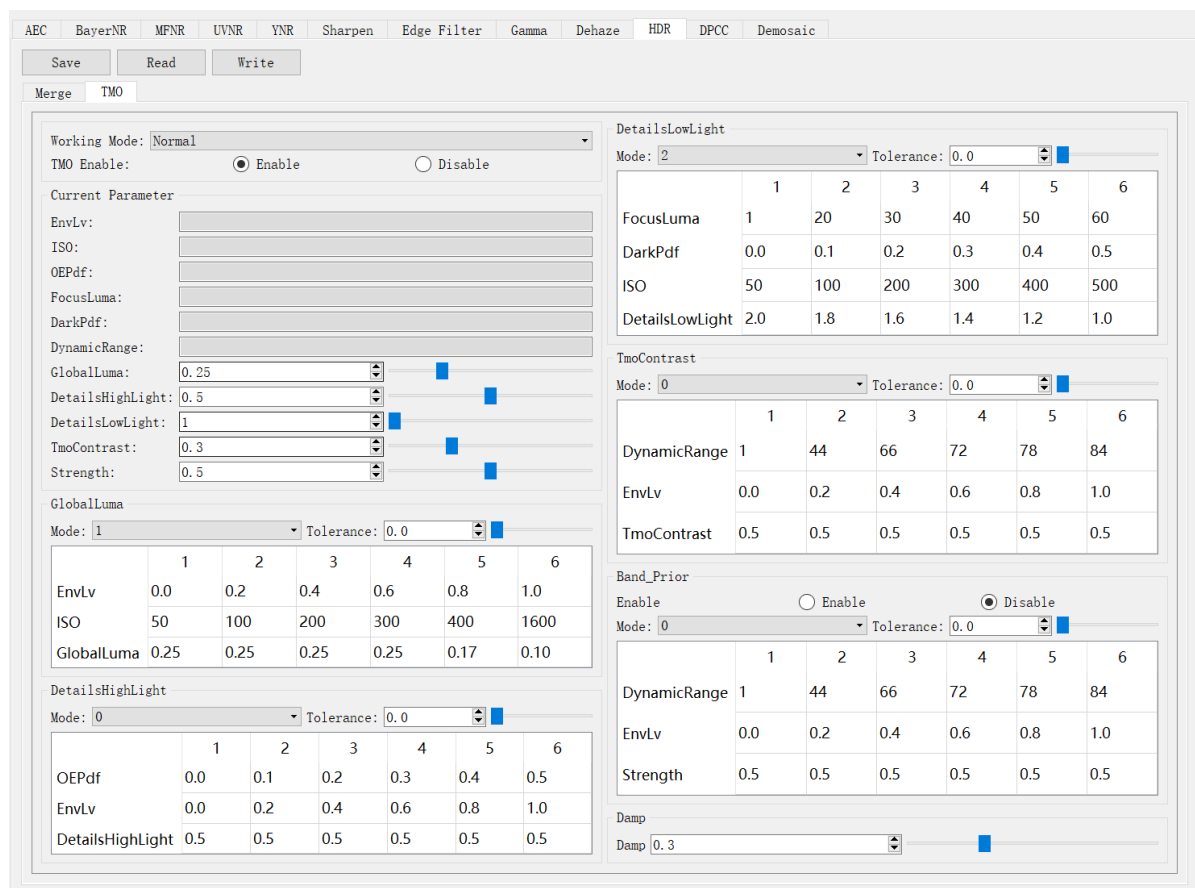 AEC BayerNR MFNR UVNR YNR Sharpen Edge Filter Gamma Dehaze HDR DPCC Demosaic
Save Read Write
Merge TMO
Working Mode: Normal
TMO Enable: Enable Disable
Current Parameter
EnvLv:
ISO:
OEPdf:
FocusLuma:
DarkPdf:
DynamicRange:
GlobalLuma: 0.25
DetailsHighLight: 0.5
DetailsLowLight: 1
TmoContrast: 0.3
Strength: 0.5
GlobalLuma
Mode: 1 Tolerance: 0.0
1 2 3 4 5 6
EnvLv 0.0 0.2 0.4 0.6 0.8 1.0
ISO 50 100 200 300 400 1600
GlobalLuma 0.25 0.25 0.25 0.25 0.17 0.10
DetailsHighLight
Mode: 0 Tolerance: 0.0
1 2 3 4 5 6
OEPdf 0.0 0.1 0.2 0.3 0.4 0.5
EnvLv 0.0 0.2 0.4 0.6 0.8 1.0
DetailsHighLight 0.5 0.5 0.5 0.5 0.5 0.5
DetailsLowLight
Mode: 2 Tolerance: 0.0
1 2 3 4 5 6
FocusLuma 1 20 30 40 50 60
DarkPdf 0.0 0.1 0.2 0.3 0.4 0.5
ISO 50 100 200 300 400 500
DetailsLowLight 2.0 1.8 1.6 1.4 1.2 1.0
TmoContrast
Mode: 0 Tolerance: 0.0
1 2 3 4 5 6
DynamicRange 1 44 66 72 78 84
EnvLv 0.0 0.2 0.4 0.6 0.8 1.0
TmoContrast 0.5 0.5 0.5 0.5 0.5 0.5
Band_Prior
Enable Enable Disable
Mode: 0 Tolerance: 0.0
1 2 3 4 5 6
DynamicRange 1 44 66 72 78 84
EnvLv 0.0 0.2 0.4 0.6 0.8 1.0
Strength 0.5 0.5 0.5 0.5 0.5 0.5
Damp
Damp 0.3